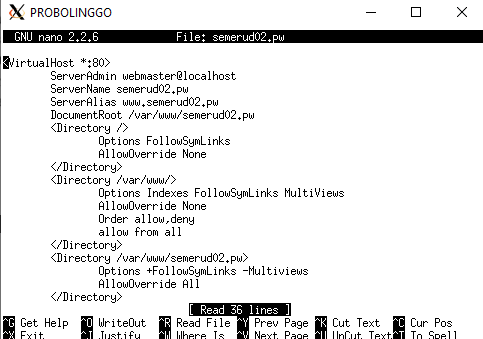 PROBOLINGGO
GNU nano 2.2.6 File: semerud02.pw
<VirtualHost *:80>
ServerAdmin webmaster@localhost
ServerName semerud02.pw
ServerAlias www.semerud02.pw
DocumentRoot /var/www/semerud02.pw
<Directory />
Options FollowSymLinks
AllowOverride None
</Directory>
<Directory /var/www/>
Options Indexes FollowSymLinks MultiViews
AllowOverride None
Order allow,deny
allow from all
</Directory>
<Directory /var/www/semerud02.pw>
Options +FollowSymLinks -Multiviews
AllowOverride All
</Directory>
[ Read 36 lines ]
^G Get Help ^O WriteOut ^R Read File ^Y Prev Page ^K Cut Text ^C Cur Pos
^X Exit ^J Justify ^W Where Is ^V Next Page ^U UnCut Text ^T To Spell